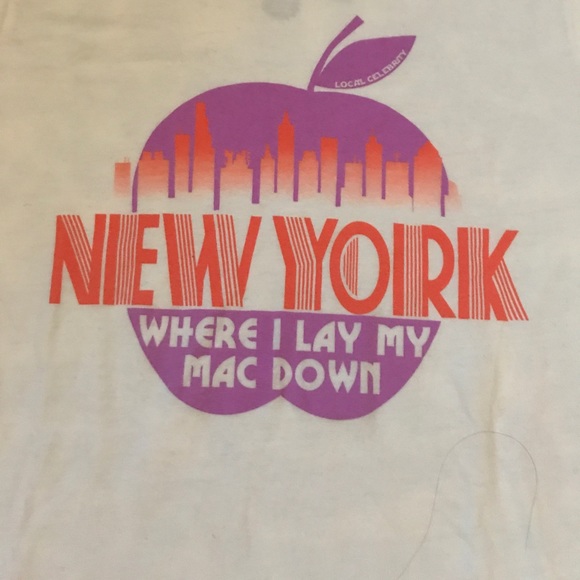 LOCAL CELEBRITY
NEW YORK
WHERE I LAY MY
MAC DOWN